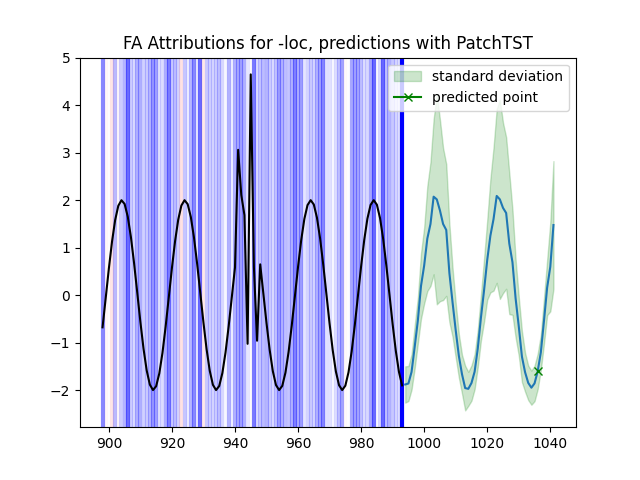 FA Attributions for -loc, predictions with PatchTST
standard deviation
predicted point
5
4
3
2
1
0
−1
−2
900 920 940 960 980 1000 1020 1040